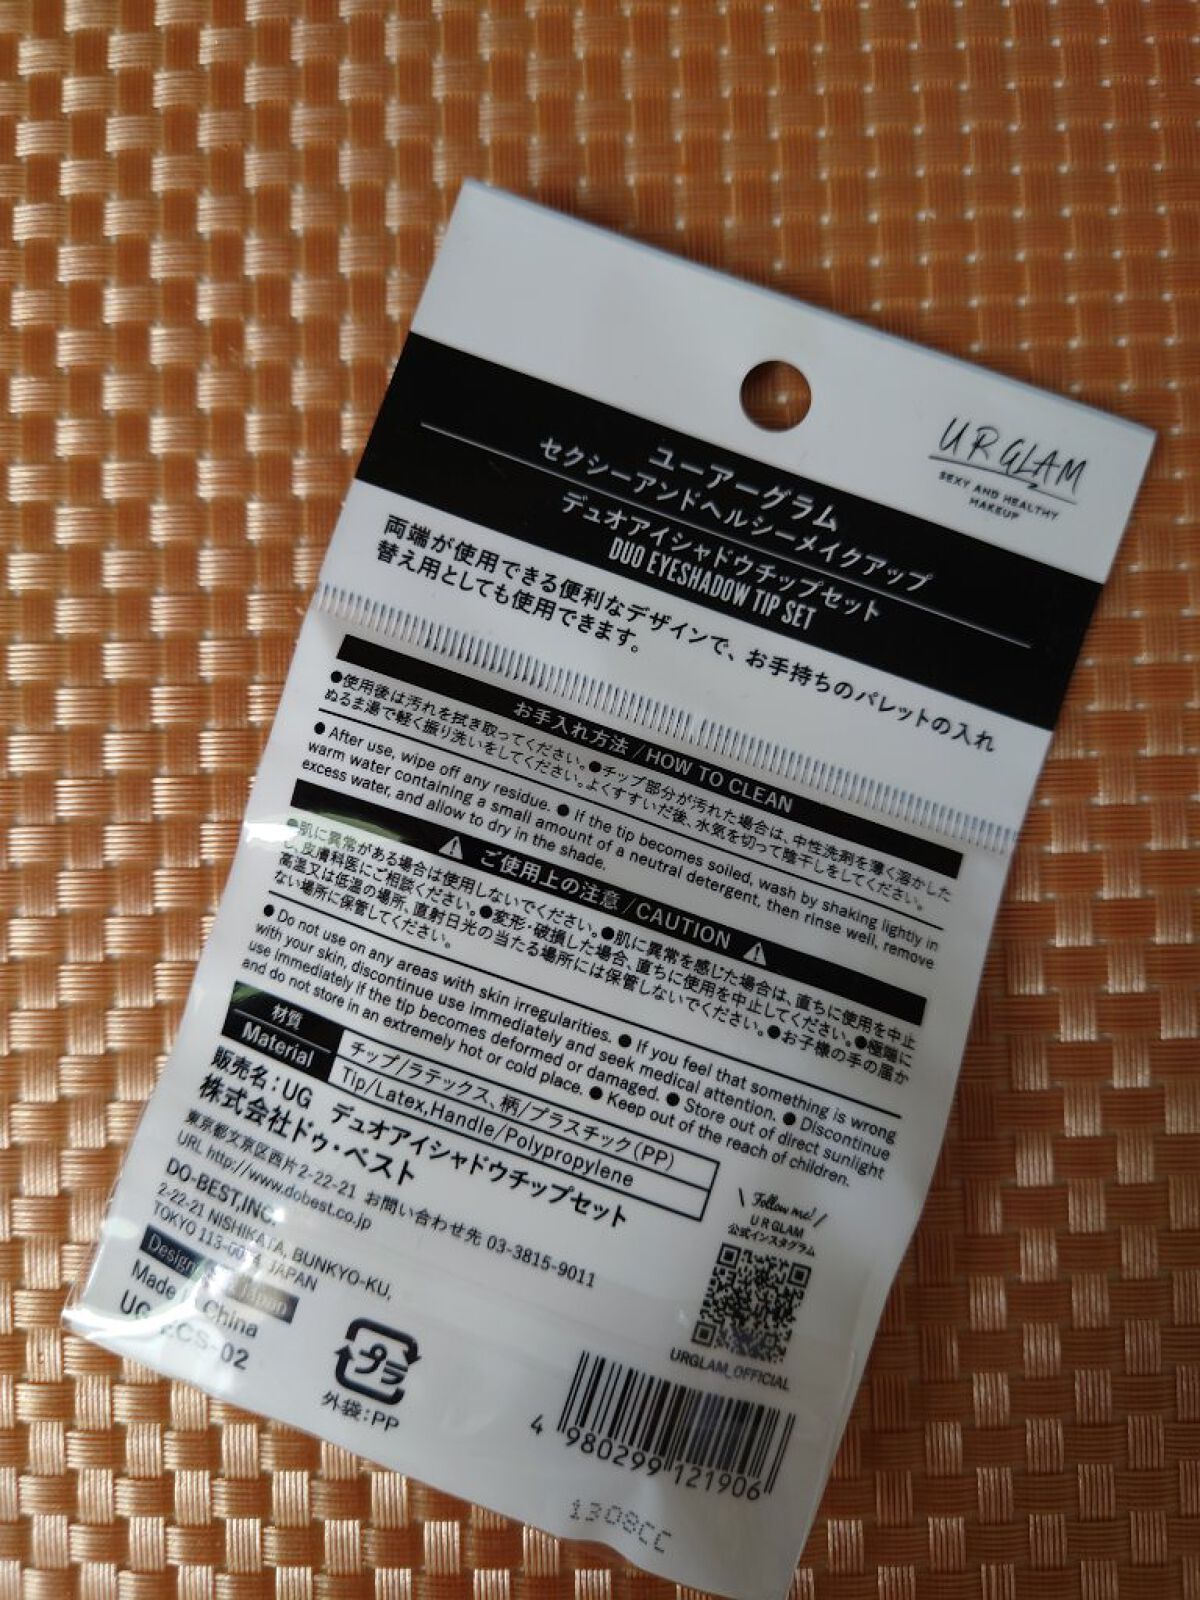 UR GLAM
SEXY AND HEALTHY
MAKEUP
ユーアーグラム
セクシーアンドヘルシーメイクアップ
デュオアイシャドウチップセット
DUO EYESHADOW TIP SET
両端が使用できる便利なデザインで、お手持ちのパレットの入れ
替え用としても使用できます。
お手入れ方法 / HOW TO CLEAN
●使用後は汚れを拭き取ってください。●チップ部分が汚れた場合は、中性洗剤を薄く溶かした
ぬるま湯で軽く振り洗いをしてください。よくすすいだ後、水気を切って陰干しをしてください。
● After use, wipe off any residue. ● If the tip becomes soiled, wash by shaking lightly in
warm water containing a small amount of a neutral detergent, then rinse well, remove
excess water, and allow to dry in the shade.
ご使用上の注意 / CAUTION
●肌に異常がある場合は使用しないでください。●肌に異常を感じた場合は、直ちに使用を中止
し、皮膚科医にご相談ください。●変形・破損した場合、直ちに使用を中止してください。●極端に
高温又は低温の場所、直射日光の当たる場所には保管しないでください。●お子様の手の届か
ない場所に保管してください。
● Do not use on any areas with skin irregularities. ● If you feel that something is wrong
with your skin, discontinue use immediately and seek medical attention. ● Discontinue
use immediately if the tip becomes deformed or damaged. ● Store out of direct sunlight
and do not store in an extremely hot or cold place. ● Keep out of the reach of children.
材質
Material
チップ/ラテックス、柄/プラスチック(PP)
Tip/Latex,Handle/Polypropylene
販売名:UG デュオアイシャドウチップセット
株式会社ドゥ・ベスト
東京都文京区西片2-22-21 お問い合わせ先 03-3815-9011
URL http://www.dobest.co.jp
DO-BEST,INC.
2-22-21 NISHIKATA, BUNKYO-KU,
TOKYO 113-0024 JAPAN
Design Japan
Made China
-02
プラ
外袋:PP
Follow me!
UR GLAM
公式インスタグラム
URGLAM_OFFICIAL
4 980299 121906
1308CC